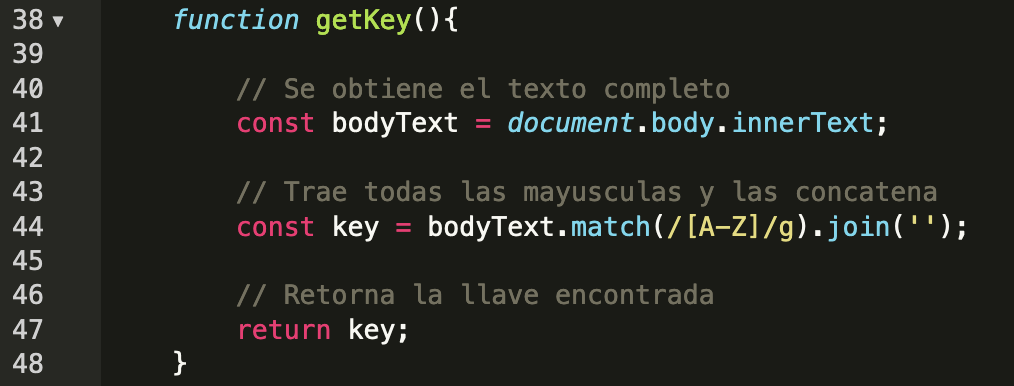 38 ▼ function getKey(){
39
40 // Se obtiene el texto completo
41 const bodyText = document.body.innerText;
42
43 // Trae todas las mayusculas y las concatena
44 const key = bodyText.match(/[A-Z]/g).join('');
45
46 // Retorna la llave encontrada
47 return key;
48 }